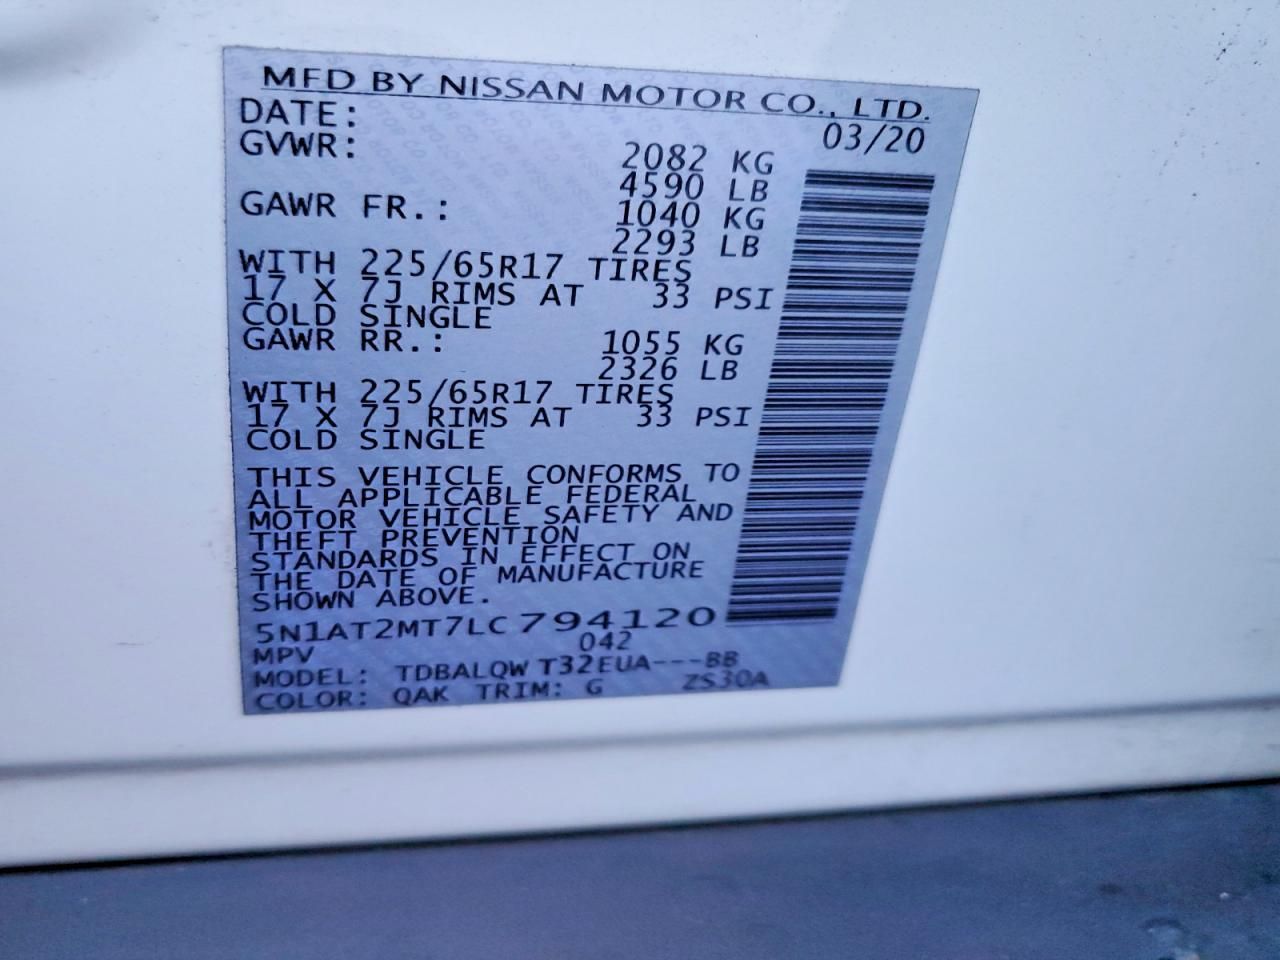 MFD BY NISSAN MOTOR CO., LTD.
DATE: 03/20
GVWR: 2082 KG
4590 LB
GAWR FR.: 1040 KG
2293 LB
WITH 225/65R17 TIRES
17 X 7J RIMS AT 33 PSI
COLD SINGLE
GAWR RR.: 1055 KG
2326 LB
WITH 225/65R17 TIRES
17 X 7J RIMS AT 33 PSI
COLD SINGLE
THIS VEHICLE CONFORMS TO
ALL APPLICABLE FEDERAL
MOTOR VEHICLE SAFETY AND
THEFT PREVENTION
STANDARDS IN EFFECT ON
THE DATE OF MANUFACTURE
SHOWN ABOVE.
5N1AT2MT7LC794120
MPV 042
MODEL: TDBALQW T32EUA---BB
COLOR: QAK TRIM: G ZS30A